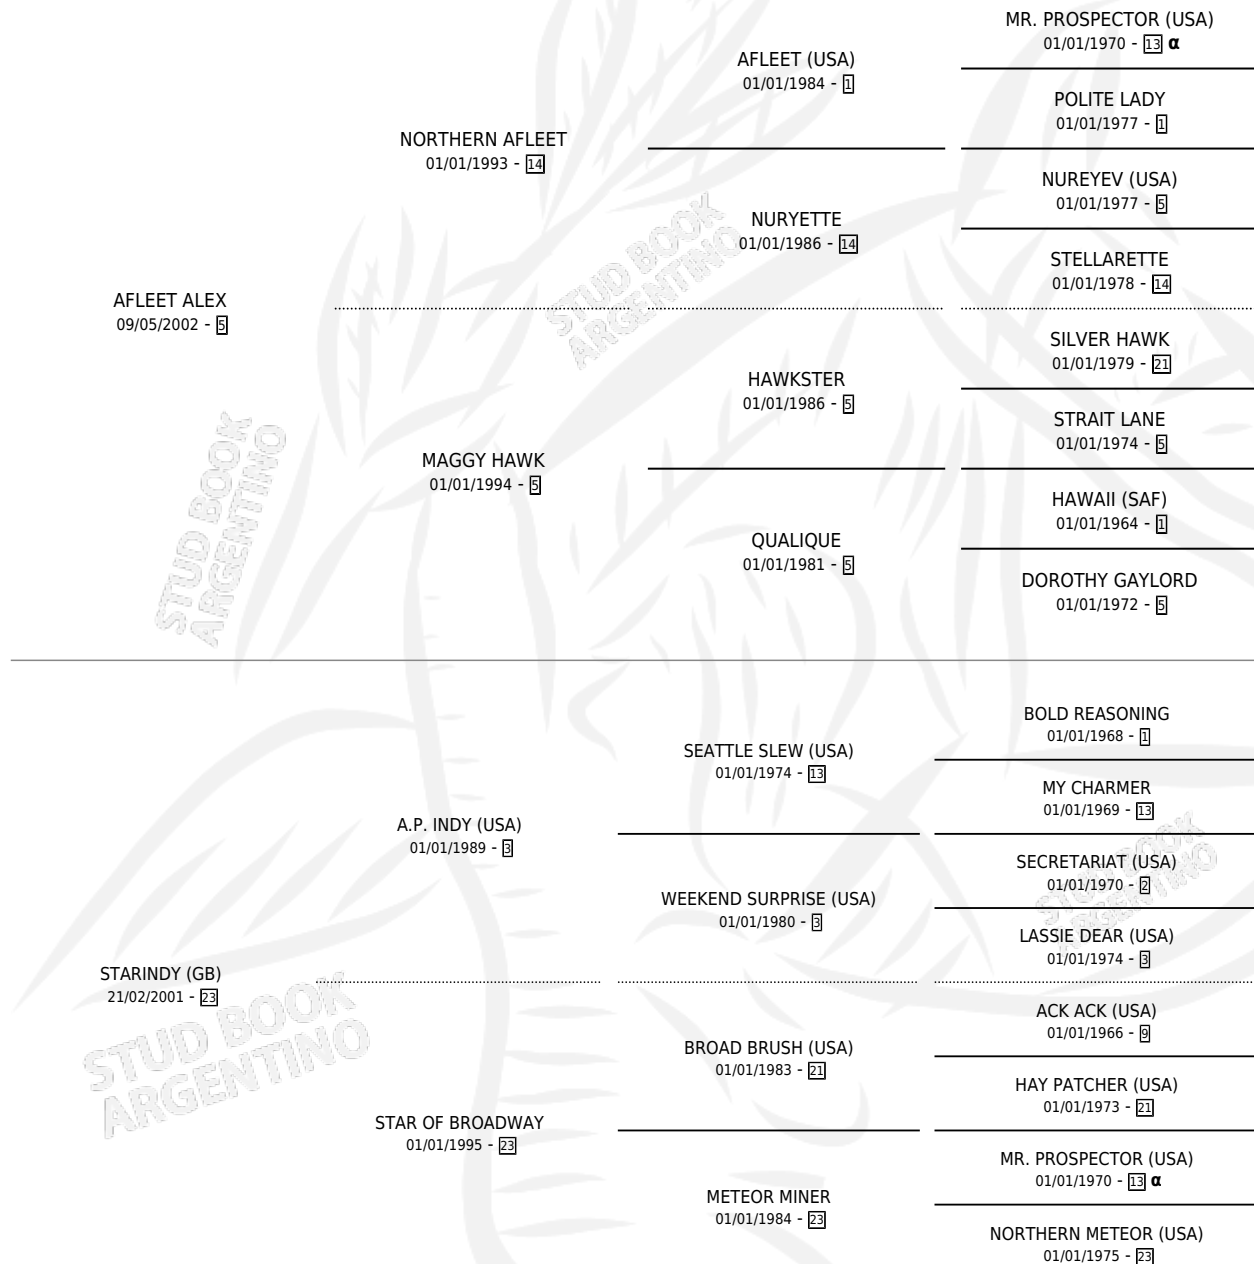 MR. PROSPECTOR (USA)
01/01/1970 - 13 α
AFLEET (USA)
01/01/1984 - 1
POLITE LADY
01/01/1977 - 1
NORTHERN AFLEET
01/01/1993 - 14
NUREYEV (USA)
01/01/1977 - 5
NURYETTE
01/01/1986 - 14
STELLARETTE
01/01/1978 - 14
AFLEET ALEX
09/05/2002 - 5
SILVER HAWK
01/01/1979 - 21
HAWKSTER
01/01/1986 - 5
STRAIT LANE
01/01/1974 - 5
MAGGY HAWK
01/01/1994 - 5
HAWAII (SAF)
01/01/1964 - 1
QUALIQUE
01/01/1981 - 5
DOROTHY GAYLORD
01/01/1972 - 5
STUD BOOK
ARGENTINO
STUD BOOK
ARGENTINO
BOLD REASONING
01/01/1968 - 1
SEATTLE SLEW (USA)
01/01/1974 - 13
MY CHARMER
01/01/1969 - 13
A.P. INDY (USA)
01/01/1989 - 3
SECRETARIAT (USA)
01/01/1970 - 2
WEEKEND SURPRISE (USA)
01/01/1980 - 3
LASSIE DEAR (USA)
01/01/1974 - 3
STARINDY (GB)
21/02/2001 - 23
ACK ACK (USA)
01/01/1966 - 9
BROAD BRUSH (USA)
01/01/1983 - 21
HAY PATCHER (USA)
01/01/1973 - 21
STAR OF BROADWAY
01/01/1995 - 23
MR. PROSPECTOR (USA)
01/01/1970 - 13 α
METEOR MINER
01/01/1984 - 23
NORTHERN METEOR (USA)
01/01/1975 - 23
STUD BOOK
ARGENTINO
STUD BOOK
ARGENTINO